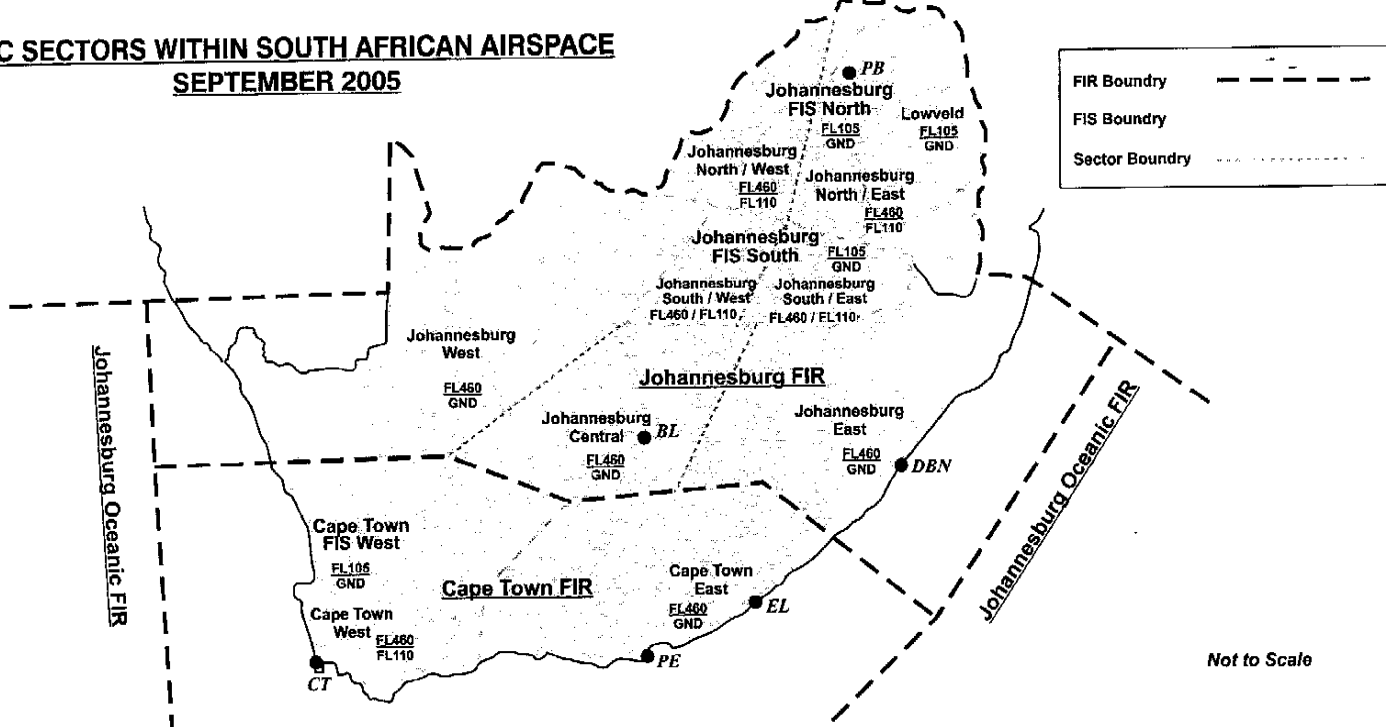 C SECTORS WITHIN SOUTH AFRICAN AIRSPACE
SEPTEMBER 2005
FIR Boundry
FIS Boundry
Sector Boundry
PB
Johannesburg
FIS North
FL105
GND
Lowveld
FL105
GND
Johannesburg
North / West
FL460
FL110
Johannesburg
North / East
FL460
FL110
Johannesburg
FIS South
FL105
GND
Johannesburg
South / West
FL460 / FL110
Johannesburg
South / East
FL460 / FL110
Johannesburg
West
FL460
GND
Johannesburg FIR
Johannesburg
Central
BL
FL460
GND
Johannesburg
East
FL460
GND
DBN
Johannesburg Oceanic FIR
Johannesburg Oceanic FIR
Cape Town
FIS West
FL105
GND
Cape Town FIR
Cape Town
East
FL460
GND
EL
Cape Town
West
FL460
FL110
CT
PE
Not to Scale